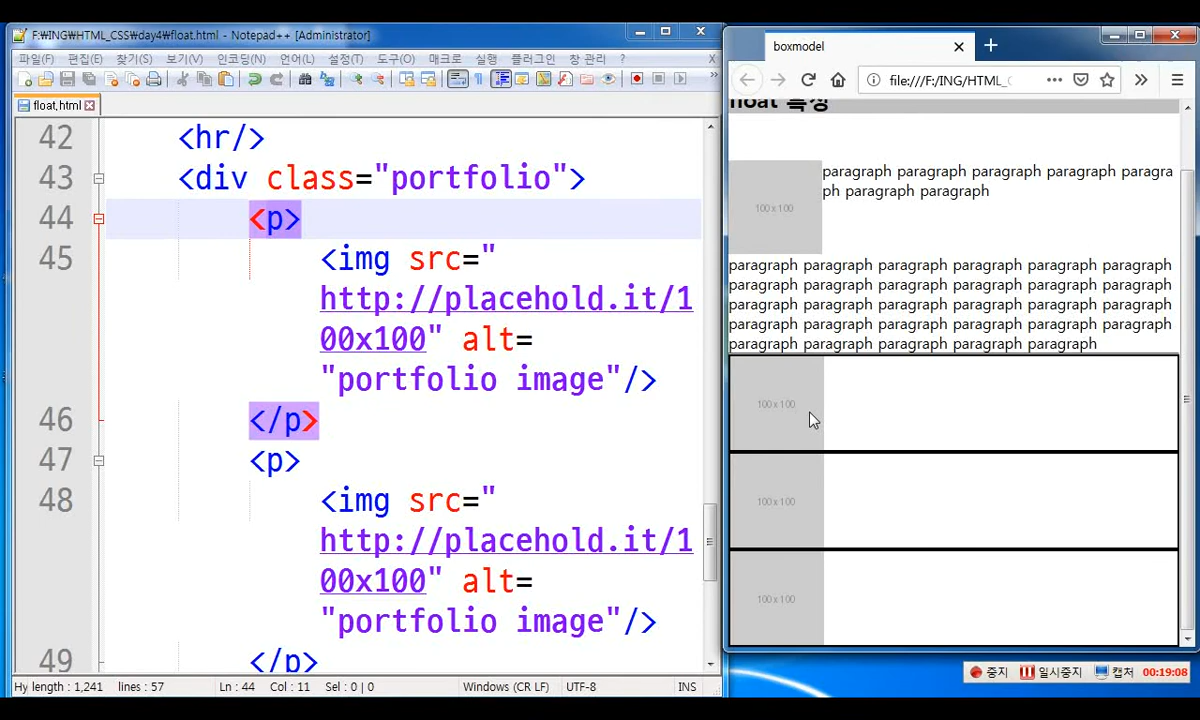 F:\ING\HTML_CSS\day4\float.html - Notepad++ [Administrator]
파일(F) 편집(E) 찾기(S) 보기(V) 인코딩(N) 언어(L) 설정(T) 도구(O) 매크로 실행 플러그인 창 관리 ?
float.html
42 <hr/>
43 <div class="portfolio">
44 <p>
45 <img src="
http://placehold.it/1
00x100" alt=
"portfolio image"/>
46 </p>
47 <p>
48 <img src="
http://placehold.it/1
00x100" alt=
"portfolio image"/>
49 </p>
Hy length : 1,241 lines : 57 Ln : 44 Col : 11 Sel : 0 | 0 Windows (CR LF) UTF-8 INS
boxmodel
file:///F:/ING/HTML_C
float 특징
100 x 100
paragraph paragraph paragraph paragraph paragra
ph paragraph paragraph
paragraph paragraph paragraph paragraph paragraph paragraph
paragraph paragraph paragraph paragraph paragraph paragraph
paragraph paragraph paragraph paragraph paragraph paragraph
paragraph paragraph paragraph paragraph paragraph paragraph
paragraph paragraph paragraph paragraph paragraph
100 x 100
100 x 100
100 x 100
중지 일시중지 캡처 00:19:08